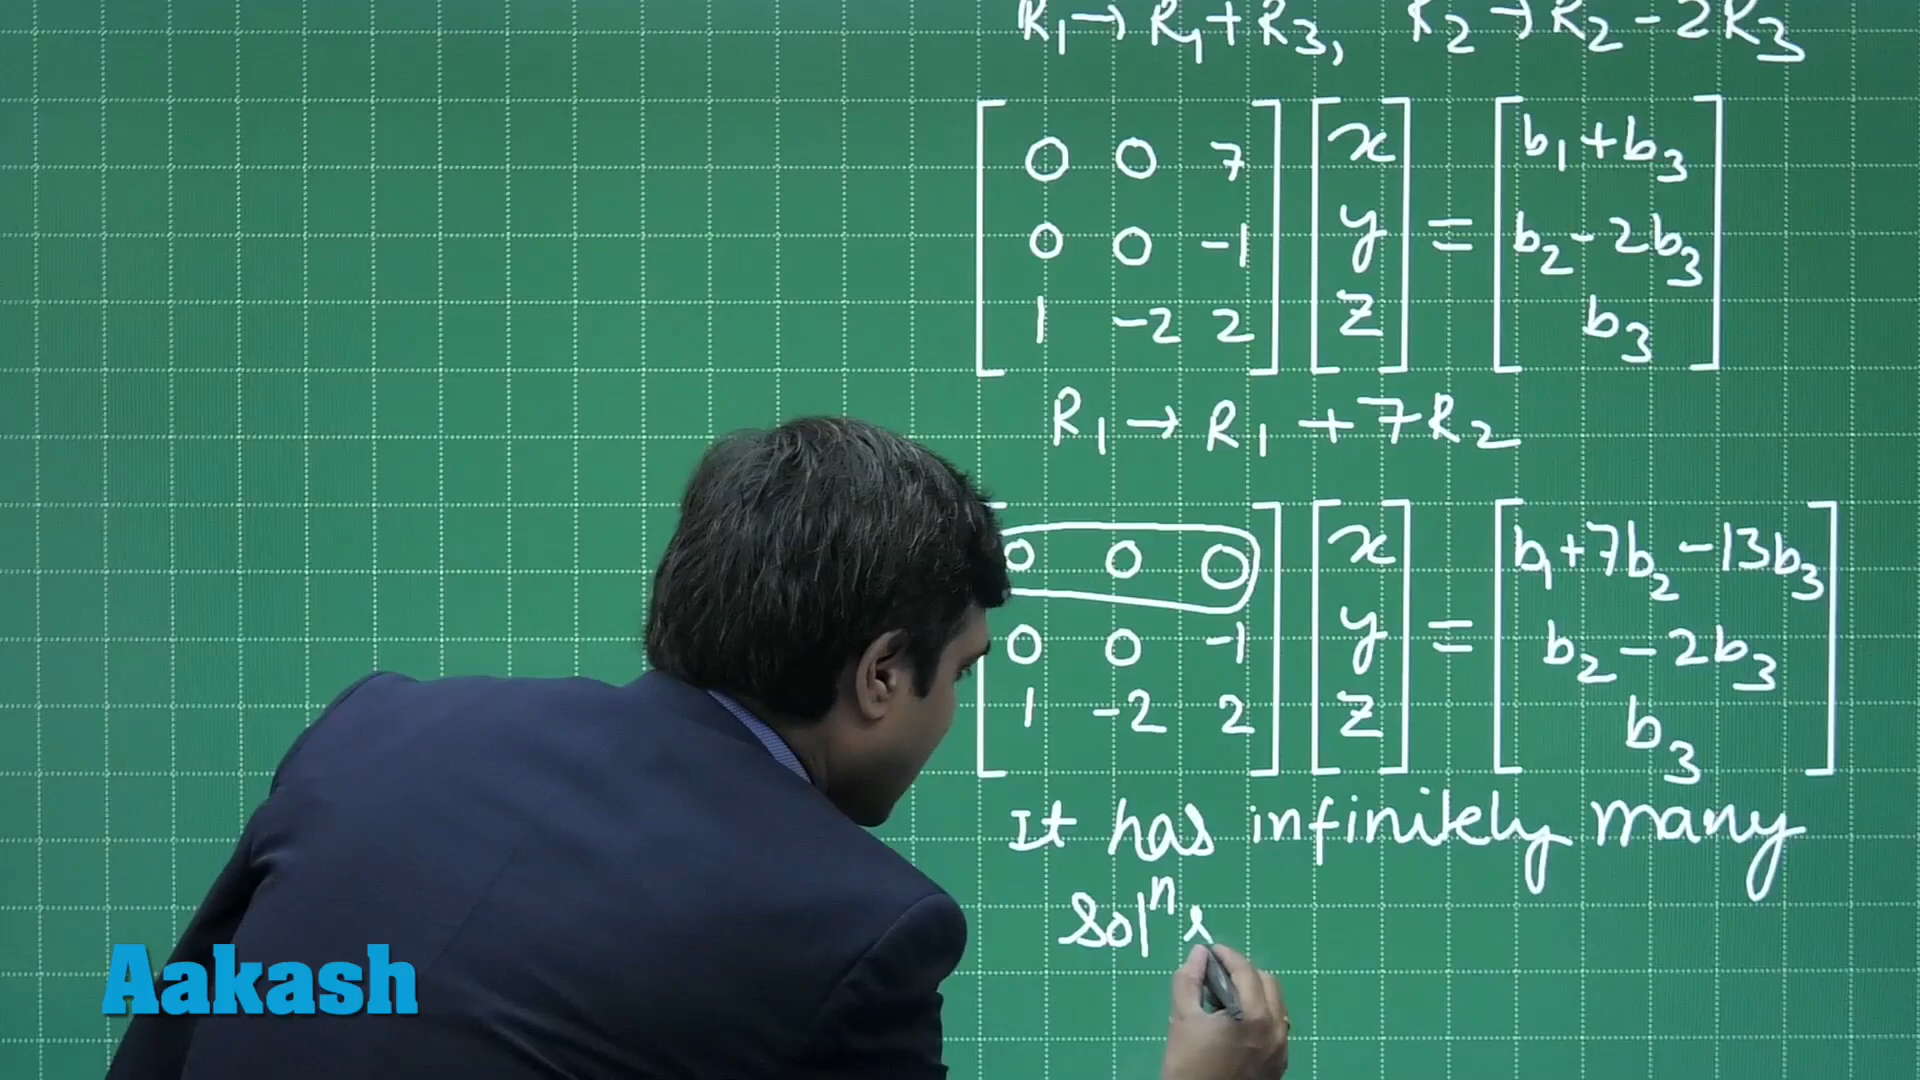 R₁→R₁+R₃, R₂→R₂-2R₃
[0 0 7; 0 0 -1; 1 -2 2] [x; y; z] = [b₁+b₃; b₂-2b₃; b₃]
R₁→R₁+7R₂
[0 0 0; 0 0 -1; 1 -2 2] [x; y; z] = [b₁+7b₂-13b₃; b₂-2b₃; b₃]
It has infinitely many
solⁿs
Aakash